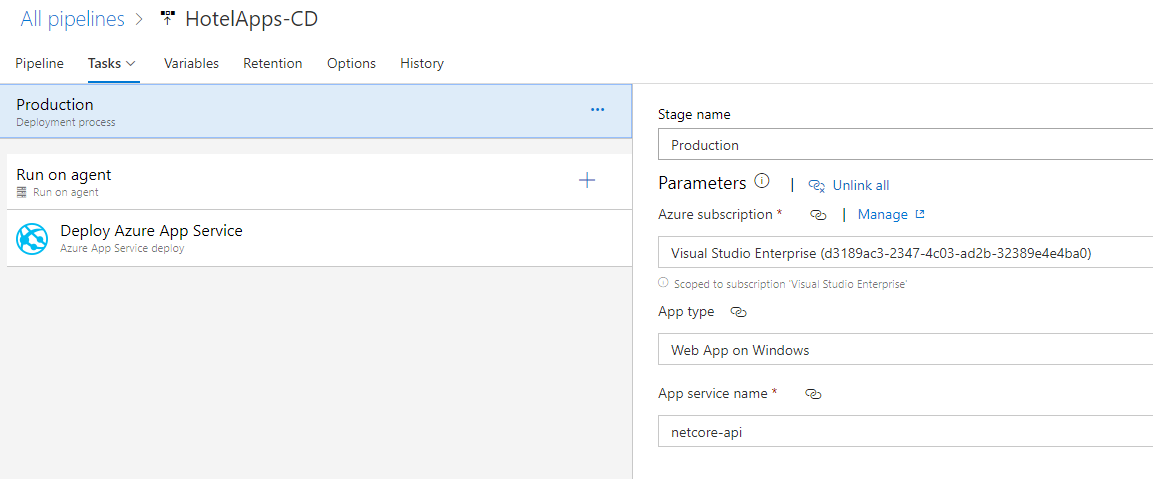 All pipelines > HotelApps-CD
Pipeline Tasks Variables Retention Options History
Production
Deployment process
Run on agent
Run on agent
Deploy Azure App Service
Azure App Service deploy
Stage name
Production
Parameters | Unlink all
Azure subscription * | Manage
Visual Studio Enterprise (d3189ac3-2347-4c03-ad2b-32389e4e4ba0)
Scoped to subscription 'Visual Studio Enterprise'
App type
Web App on Windows
App service name *
netcore-api